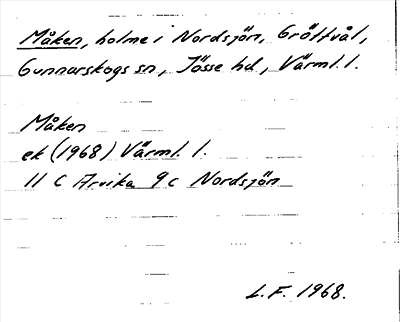 Måken, holme i Nordsjön, Gröttvål,
Gunnarskogs sn, Jösse hd, Värml. l.
Måken
ek (1968) Värml. l.
11 C Arvika 9c Nordsjön
L.F. 1968.